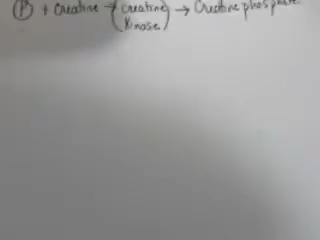 Ⓟ + creatine → (creatine → Creatine phosphate
Kinase)